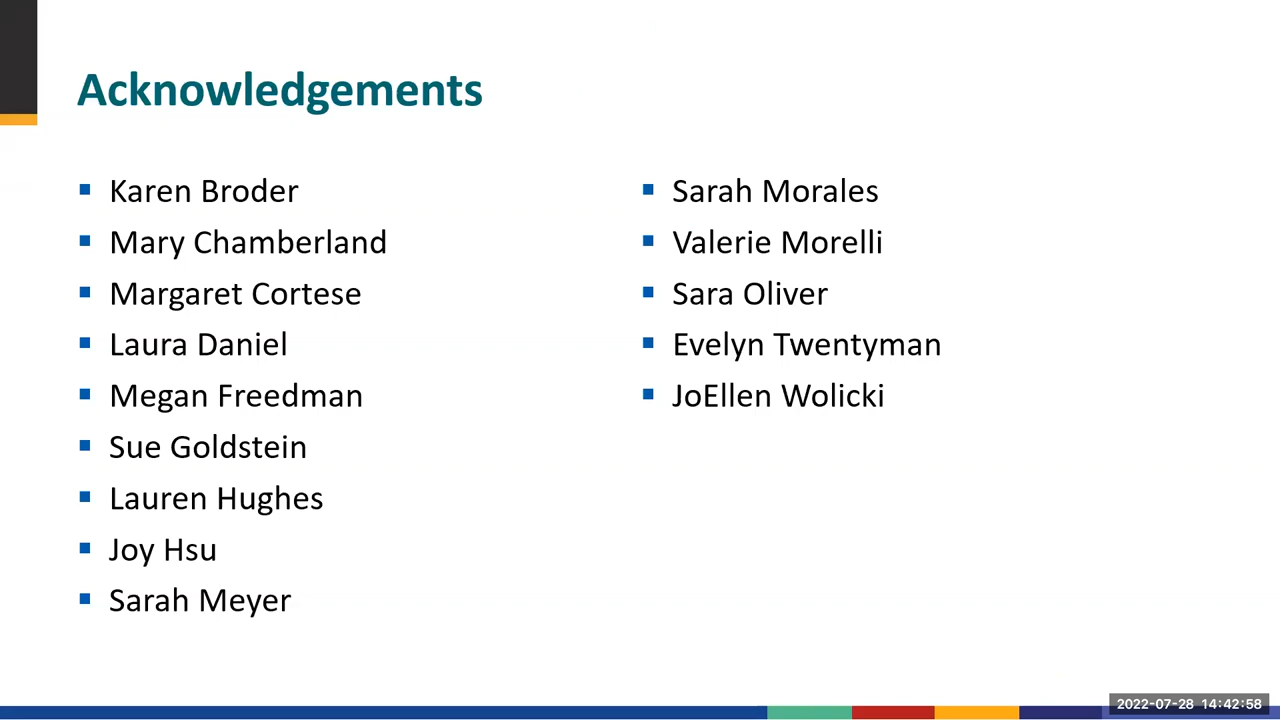 Acknowledgements
▪ Karen Broder
▪ Mary Chamberland
▪ Margaret Cortese
▪ Laura Daniel
▪ Megan Freedman
▪ Sue Goldstein
▪ Lauren Hughes
▪ Joy Hsu
▪ Sarah Meyer
▪ Sarah Morales
▪ Valerie Morelli
▪ Sara Oliver
▪ Evelyn Twentyman
▪ JoEllen Wolicki
2022-07-28 14:42:58